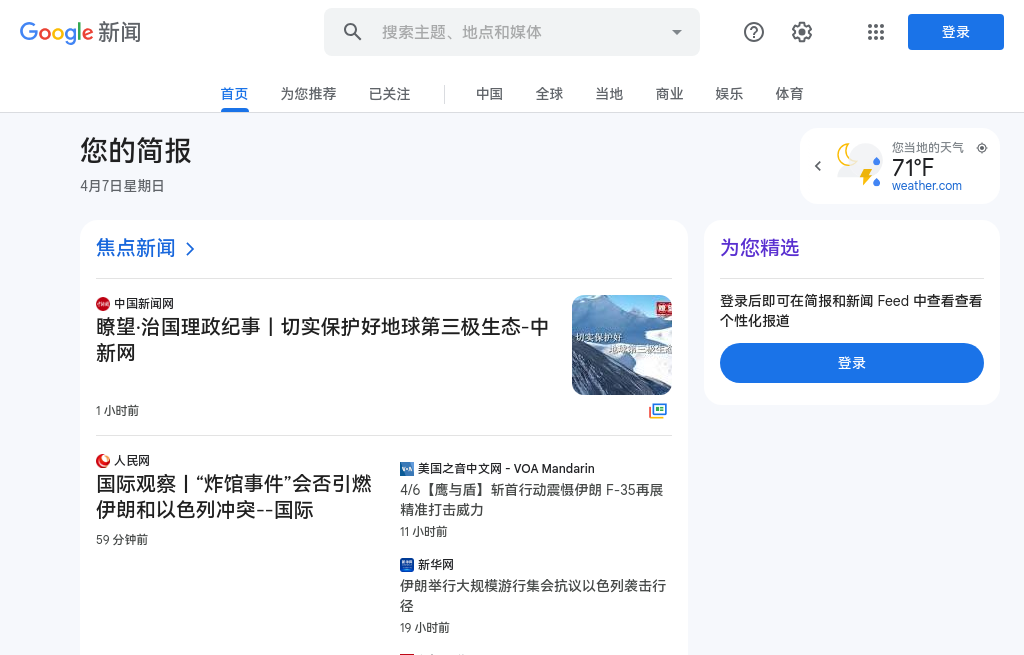 Google 新闻
搜索主题、地点和媒体
登录
首页
为您推荐
已关注
中国
全球
当地
商业
娱乐
体育
您的简报
4月7日星期日
您当地的天气
71°F
weather.com
焦点新闻
中国新闻网
瞭望·治国理政纪事丨切实保护好地球第三极生态-中
新网
切实保护好
地球第三极生态
1 小时前
人民网
国际观察丨“炸馆事件”会否引燃
伊朗和以色列冲突--国际
59 分钟前
美国之音中文网 - VOA Mandarin
4/6【鹰与盾】斩首行动震慑伊朗 F-35再展
精准打击威力
11 小时前
新华网
伊朗举行大规模游行集会抗议以色列袭击行
径
19 小时前
为您精选
登录后即可在简报和新闻 Feed 中查看查看
个性化报道
登录